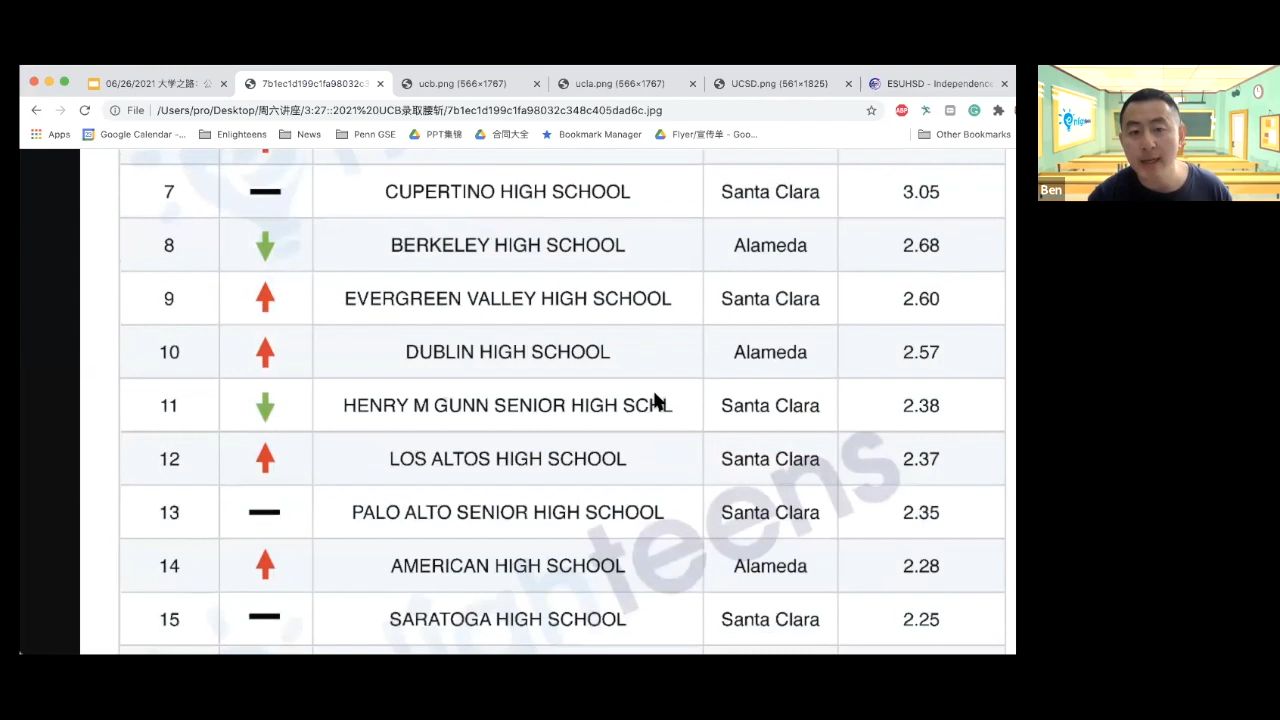 06/26/2021 大学之路：公
7b1ec1d199c1fa98032c3
ucb.png (566×1767)
ucla.png (566×1767)
UCSD.png (561×1825)
ESUHSD - Independence
File
/Users/pro/Desktop/周六讲座/3:27::2021%20UCB录取腰斩/7b1ec1d199c1fa98032c348c405dad6c.jpg
ABP
Apps
Google Calendar -...
Enlighteens
News
Penn GSE
PPT集锦
合同大全
Bookmark Manager
Flyer/宣传单 - Goo...
Other Bookmarks
7 CUPERTINO HIGH SCHOOL Santa Clara 3.05
8 BERKELEY HIGH SCHOOL Alameda 2.68
9 EVERGREEN VALLEY HIGH SCHOOL Santa Clara 2.60
10 DUBLIN HIGH SCHOOL Alameda 2.57
11 HENRY M GUNN SENIOR HIGH SCHL Santa Clara 2.38
12 LOS ALTOS HIGH SCHOOL Santa Clara 2.37
13 PALO ALTO SENIOR HIGH SCHOOL Santa Clara 2.35
14 AMERICAN HIGH SCHOOL Alameda 2.28
15 SARATOGA HIGH SCHOOL Santa Clara 2.25
lighteens
Ben